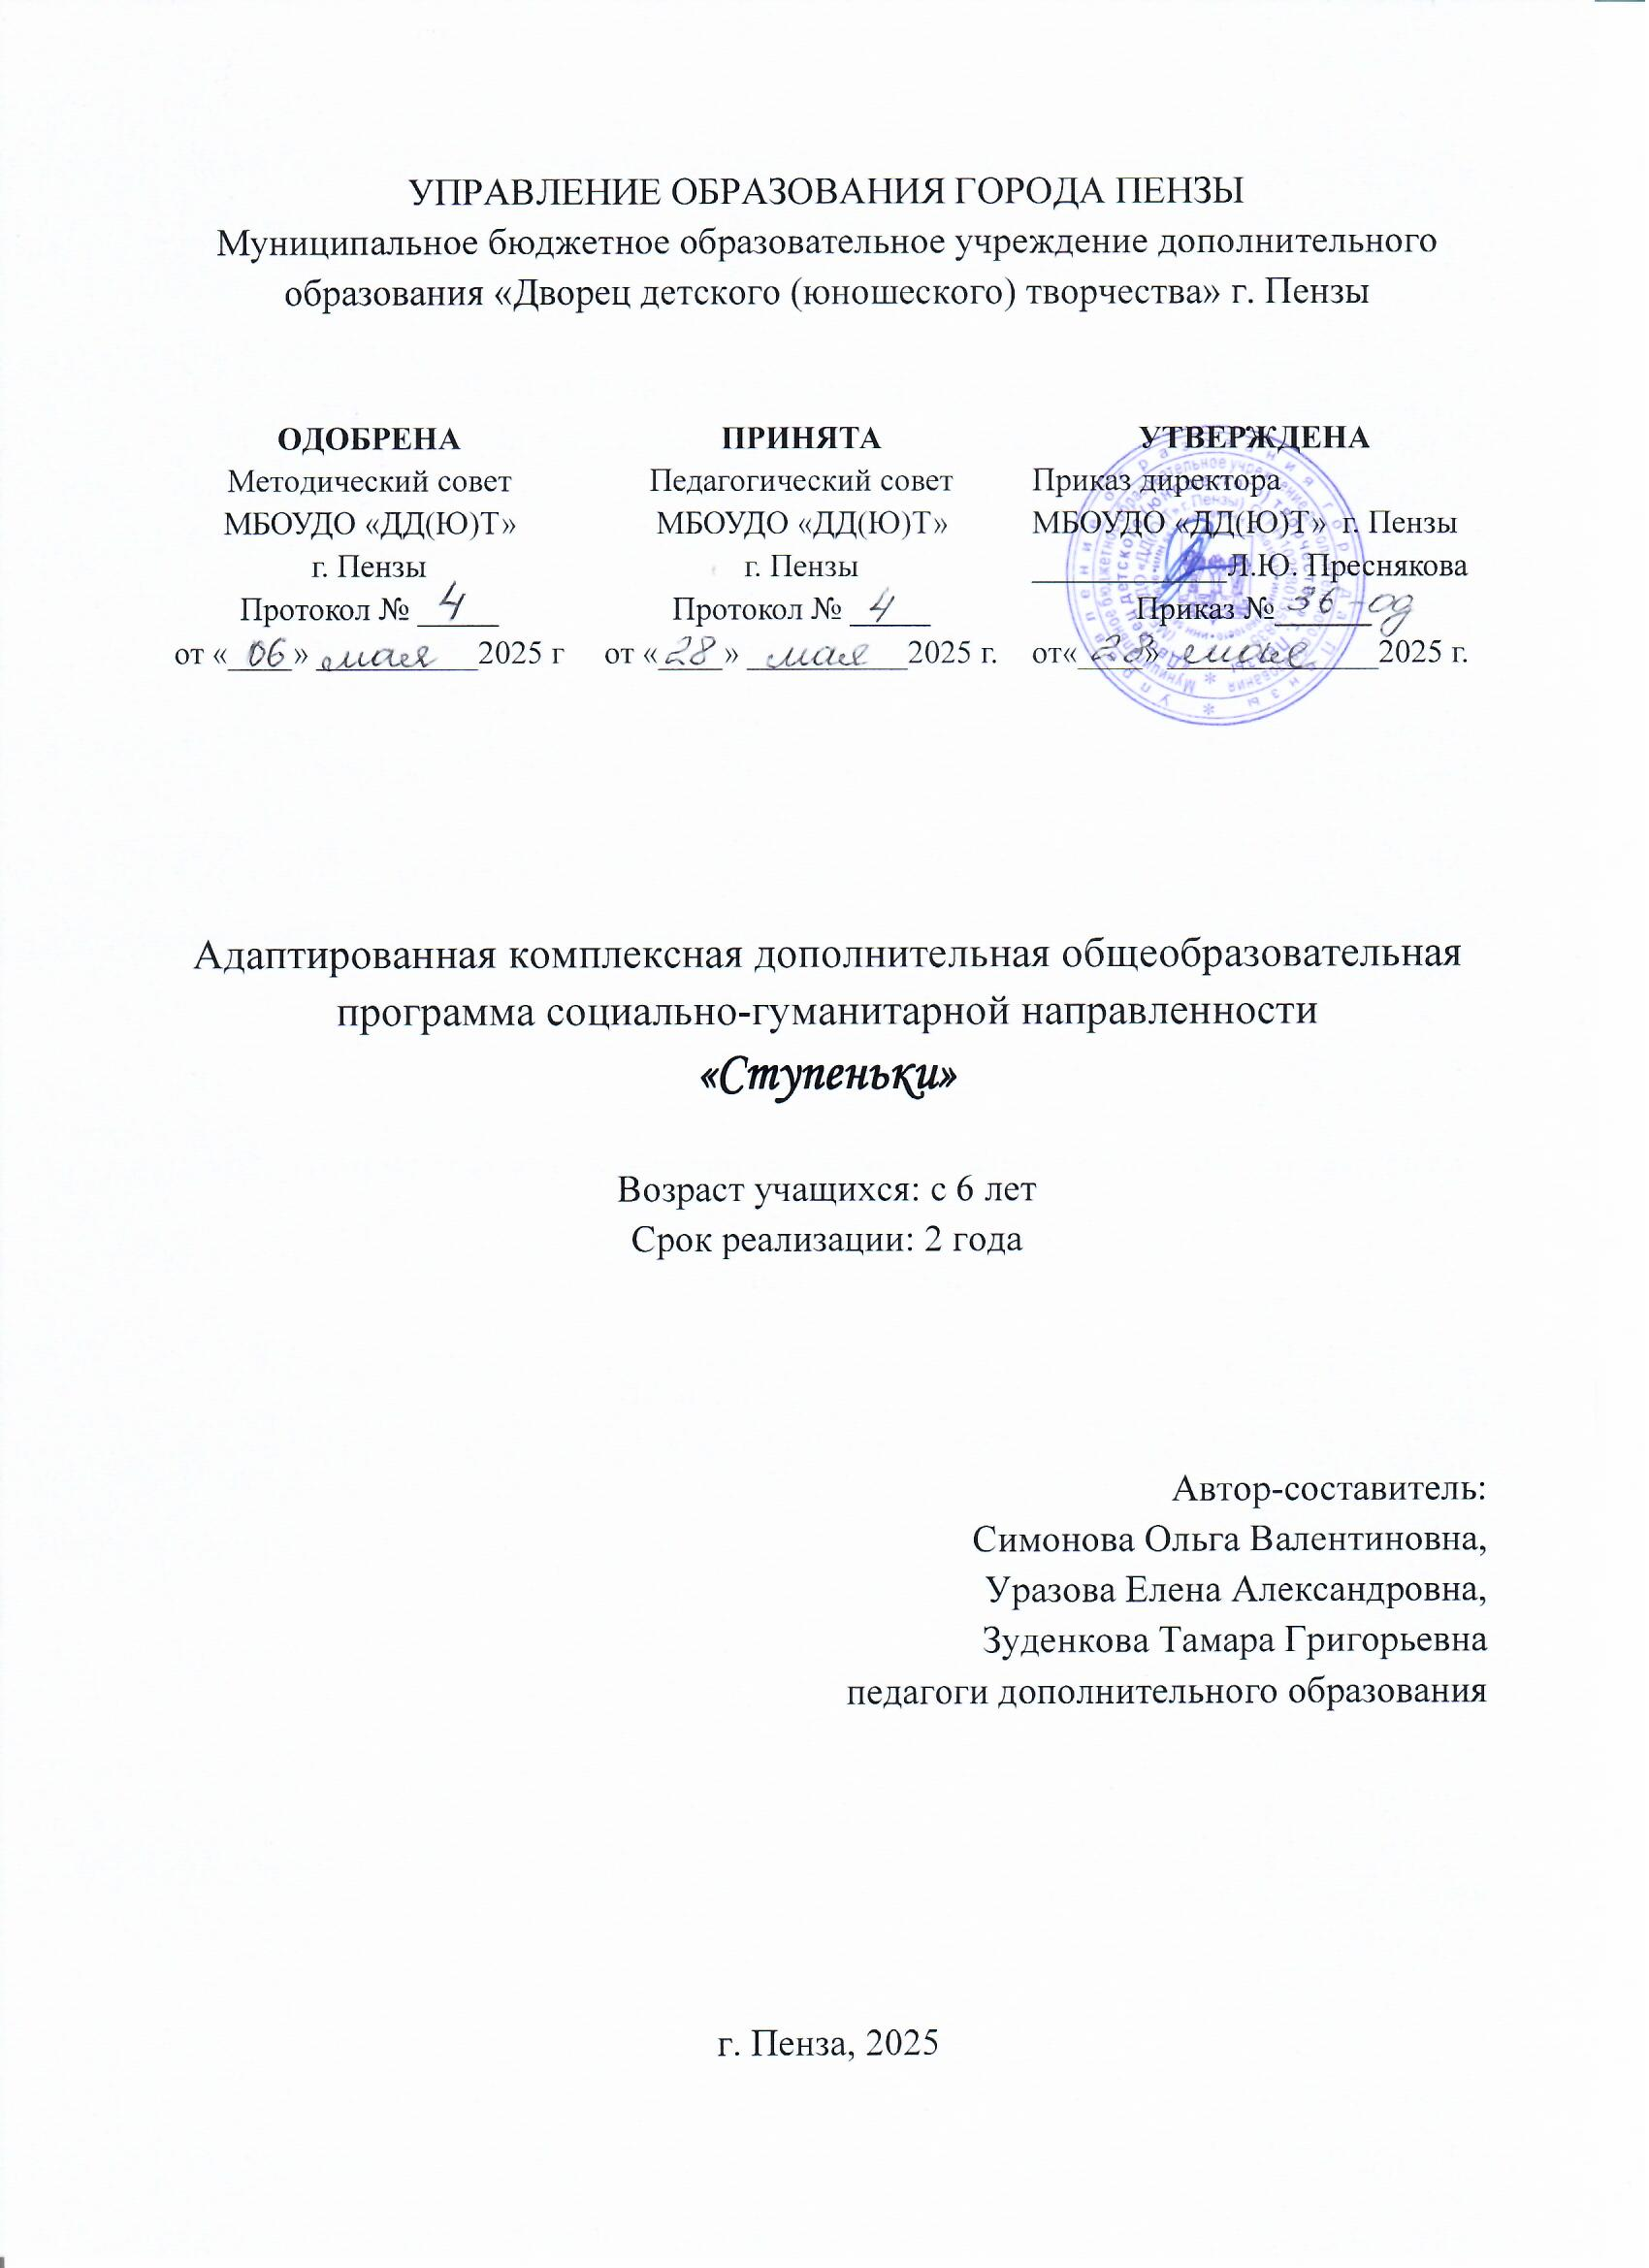 УПРАВЛЕНИЕ ОБРАЗОВАНИЯ ГОРОДА ПЕНЗЫ
Муниципальное бюджетное образовательное учреждение дополнительного
образования «Дворец детского (юношеского) творчества» г. Пензы
ОДОБРЕНА
Методический совет
МБОУДО «ДД(Ю)Т»
г. Пензы
Протокол № 4
от «06» мая 2025 г
ПРИНЯТА
Педагогический совет
МБОУДО «ДД(Ю)Т»
г. Пензы
Протокол № 4
от «28» мая 2025 г.
УТВЕРЖДЕНА
Приказ директора
МБОУДО «ДД(Ю)Т» г. Пензы
Л.Ю. Преснякова
Приказ № 36-од
от«28» 2025 г.
Адаптированная комплексная дополнительная общеобразовательная
программа социально-гуманитарной направленности
«Ступеньки»
Возраст учащихся: с 6 лет
Срок реализации: 2 года
Автор-составитель:
Симонова Ольга Валентиновна,
Уразова Елена Александровна,
Зуденкова Тамара Григорьевна
педагоги дополнительного образования
г. Пенза, 2025